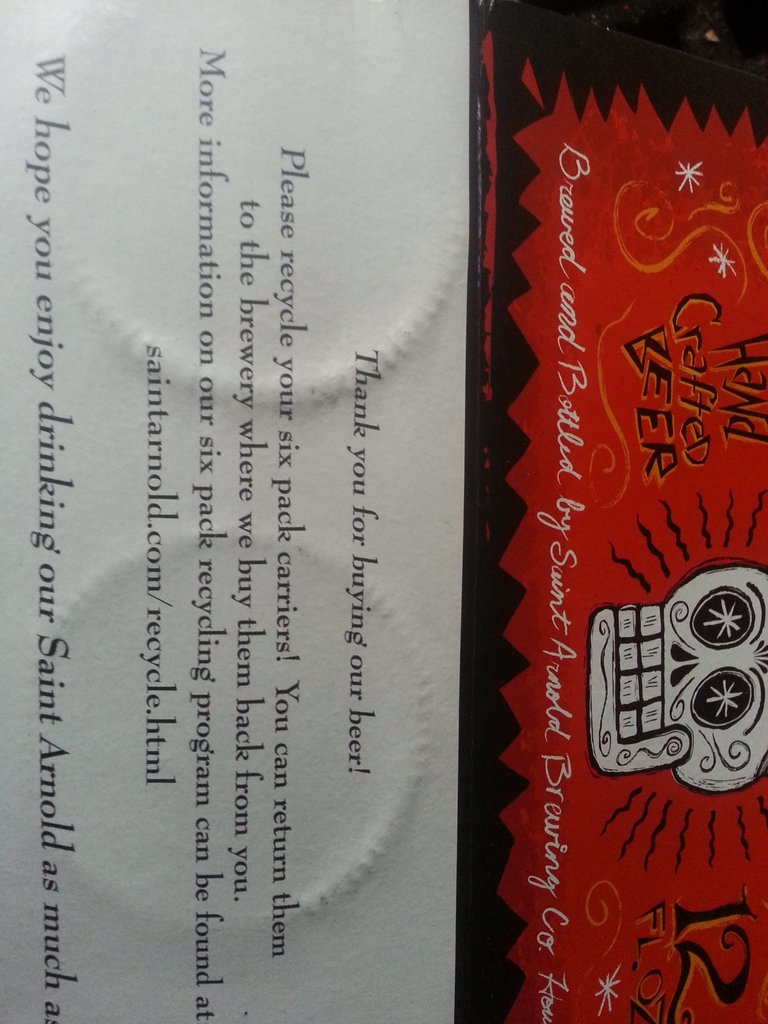 Hand
Crafted
BEER
12
FL.OZ
Brewed and Bottled by Saint Arnold Brewing Co. Hou
Thank you for buying our beer!
Please recycle your six pack carriers! You can return them
to the brewery where we buy them back from you.
More information on our six pack recycling program can be found at
saintarnold.com/recycle.html
We hope you enjoy drinking our Saint Arnold as much as